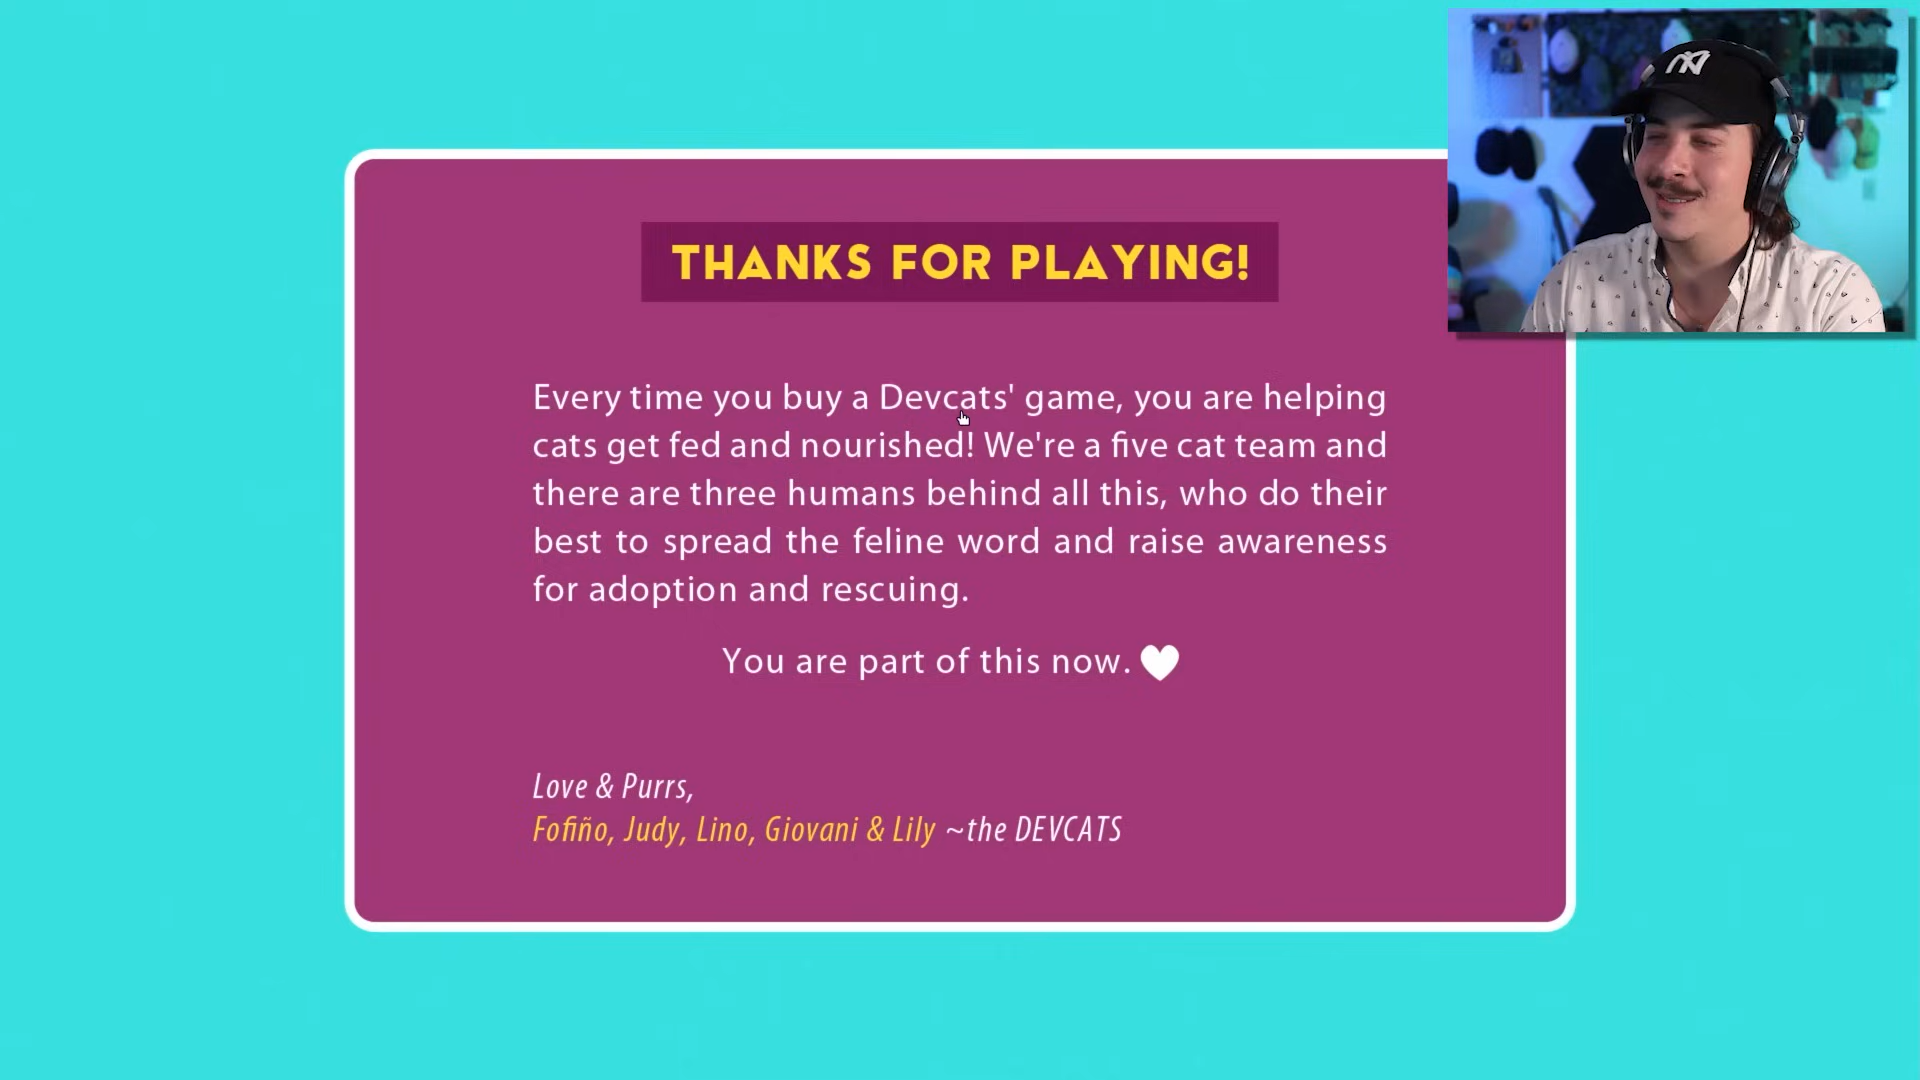 THANKS FOR PLAYING!
Every time you buy a Devcats' game, you are helping
cats get fed and nourished! We're a five cat team and
there are three humans behind all this, who do their
best to spread the feline word and raise awareness
for adoption and rescuing.
You are part of this now.
Love & Purrs,
Fofiño, Judy, Lino, Giovani & Lily ~the DEVCATS